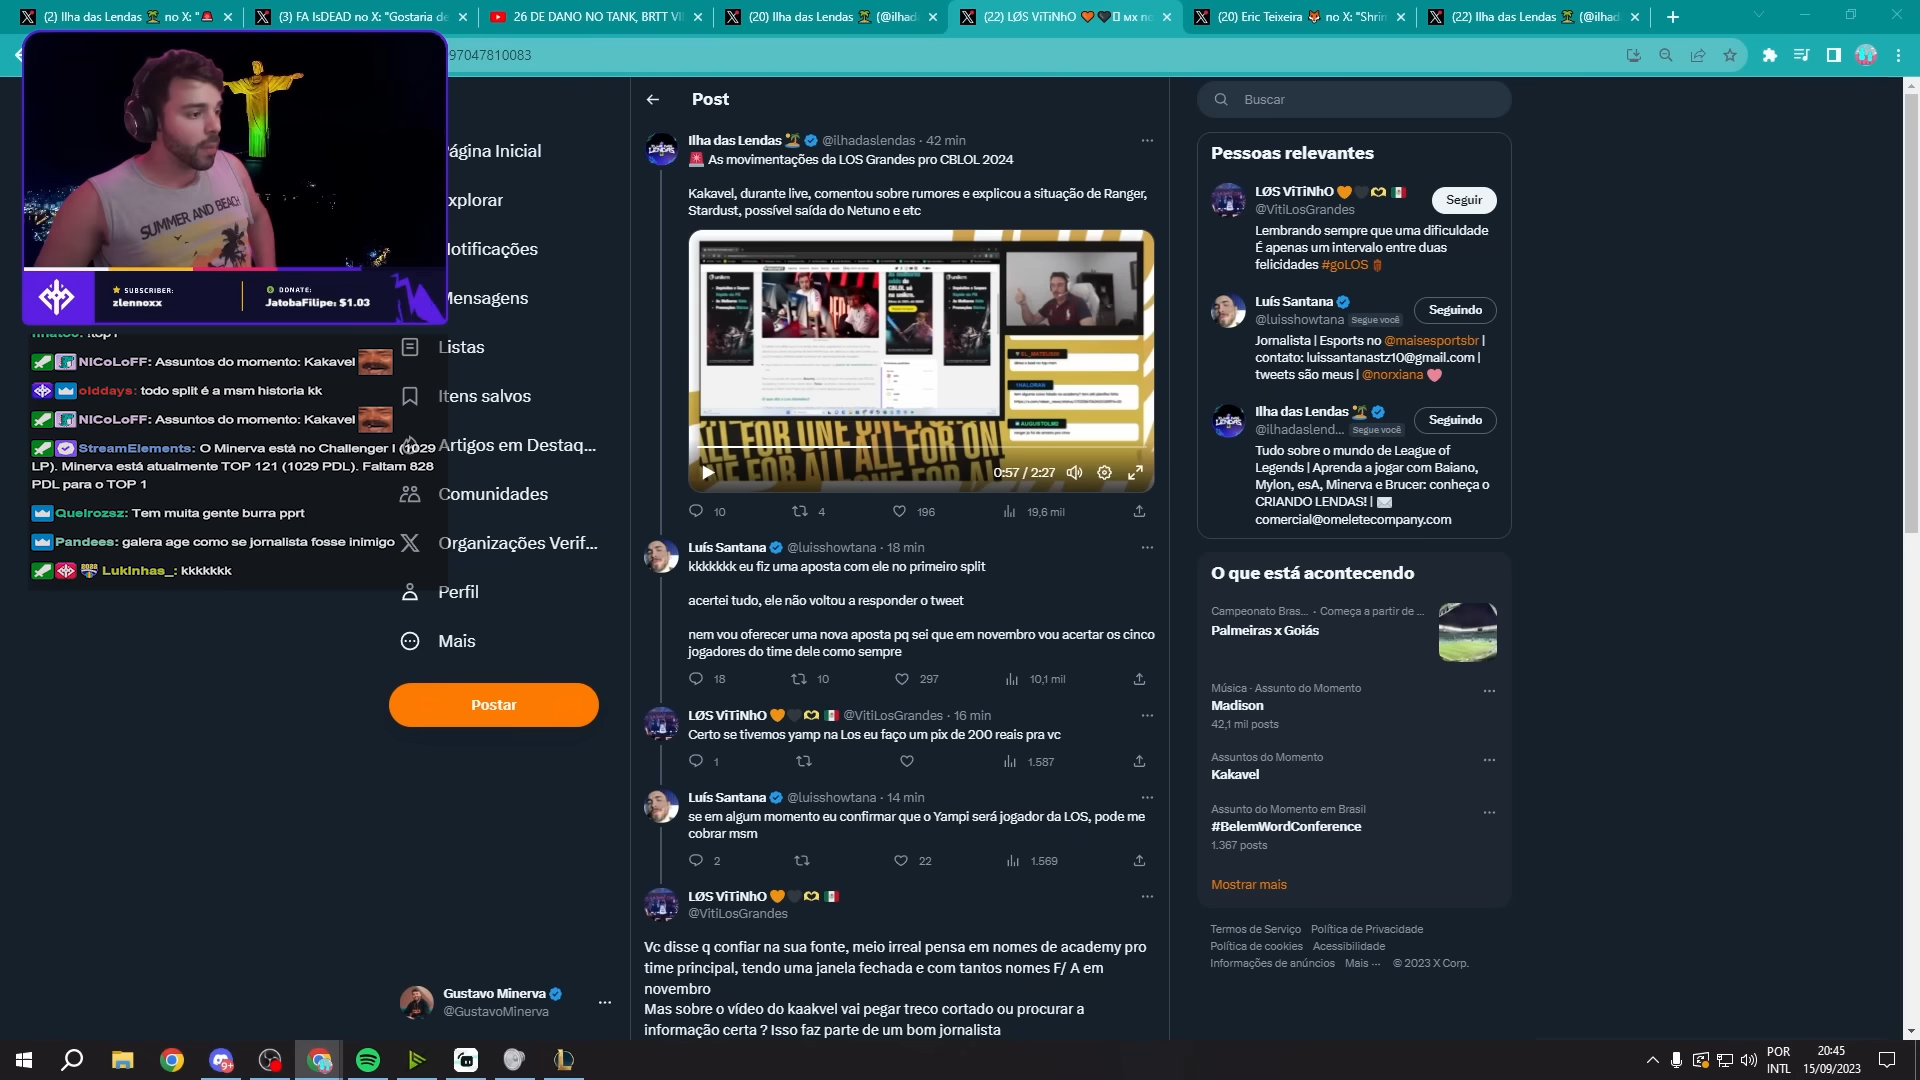 (2) Ilha das Lendas 🏝️ no X: "🚨
(3) FA IsDEAD no X: "Gostaria de
26 DE DANO NO TANK, BRTT VI
(20) Ilha das Lendas 🏝️ (@ilhad
(22) LØS ViTiNhO 🧡🖤
(20) Eric Teixeira 🦊 no X: "Shrin
(22) Ilha das Lendas 🏝️ (@ilhad
97047810083
SUMMER AND BEACH
SUBSCRIBER:
zlennoxx
DONATE:
JatobaFilipe: $1.03
NICoLoFF: Assuntos do momento: Kakavel
olddays: todo split é a msm historia kk
NICoLoFF: Assuntos do momento: Kakavel
StreamElements: O Minerva está no Challenger I (1029
LP). Minerva está atualmente TOP 121 (1029 PDL). Faltam 828
PDL para o TOP 1
Queirozsz: Tem muita gente burra pprt
Pandees: galera age como se jornalista fosse inimigo
Lukinhas_: kkkkkkk
ágina Inicial
xplorar
otificações
ensagens
Listas
Itens salvos
Artigos em Destaq...
Comunidades
Organizações Verif...
Perfil
Mais
Postar
Gustavo Minerva
@GustavoMinerva
Post
Ilha das Lendas 🏝️ @ilhadaslendas · 42 min
🚨 As movimentações da LOS Grandes pro CBLOL 2024
Kakavel, durante live, comentou sobre rumores e explicou a situação de Ranger,
Stardust, possível saída do Netuno e etc
ALL FOR ONE
ONE FOR ALL
0:57 / 2:27
10 4 196 19,6 mil
Luís Santana @luisshowtana · 18 min
kkkkkkk eu fiz uma aposta com ele no primeiro split
acertei tudo, ele não voltou a responder o tweet
nem vou oferecer uma nova aposta pq sei que em novembro vou acertar os cinco
jogadores do time dele como sempre
18 10 297 10,1 mil
LØS ViTiNhO 🧡🖤🫶🇲🇽 @VitiLosGrandes · 16 min
Certo se tivemos yamp na Los eu faço um pix de 200 reais pra vc
1 1.587
Luís Santana @luisshowtana · 14 min
se em algum momento eu confirmar que o Yampi será jogador da LOS, pode me
cobrar msm
2 22 1.569
LØS ViTiNhO 🧡🖤🫶🇲🇽
@VitiLosGrandes
Vc disse q confiar na sua fonte, meio irreal pensa em nomes de academy pro
time principal, tendo uma janela fechada e com tantos nomes F/ A em
novembro
Mas sobre o vídeo do kaakvel vai pegar treco cortado ou procurar a
informação certa ? Isso faz parte de um bom jornalista
Buscar
Pessoas relevantes
LØS ViTiNhO 🧡🖤🫶🇲🇽
@VitiLosGrandes
Seguir
Lembrando sempre que uma dificuldade
É apenas um intervalo entre duas
felicidades #goLOS
Luís Santana
@luisshowtana Segue você
Seguindo
Jornalista | Esports no @maisesportsbr |
contato: luissantanastz10@gmail.com |
tweets são meus | @norxiana 🩷
Ilha das Lendas 🏝️
@ilhadaslend... Segue você
Seguindo
Tudo sobre o mundo de League of
Legends | Aprenda a jogar com Baiano,
Mylon, esA, Minerva e Brucer: conheça o
CRIANDO LENDAS! | ✉️
comercial@omeletecompany.com
O que está acontecendo
Campeonato Bras... · Começa a partir de ...
Palmeiras x Goiás
Música · Assunto do Momento
Madison
42,1 mil posts
Assuntos do Momento
Kakavel
Assunto do Momento em Brasil
#BelemWordConference
1.367 posts
Mostrar mais
Termos de Serviço Política de Privacidade
Política de cookies Acessibilidade
Informações de anúncios Mais ··· © 2023 X Corp.
9+
POR
INTL
20:45
15/09/2023